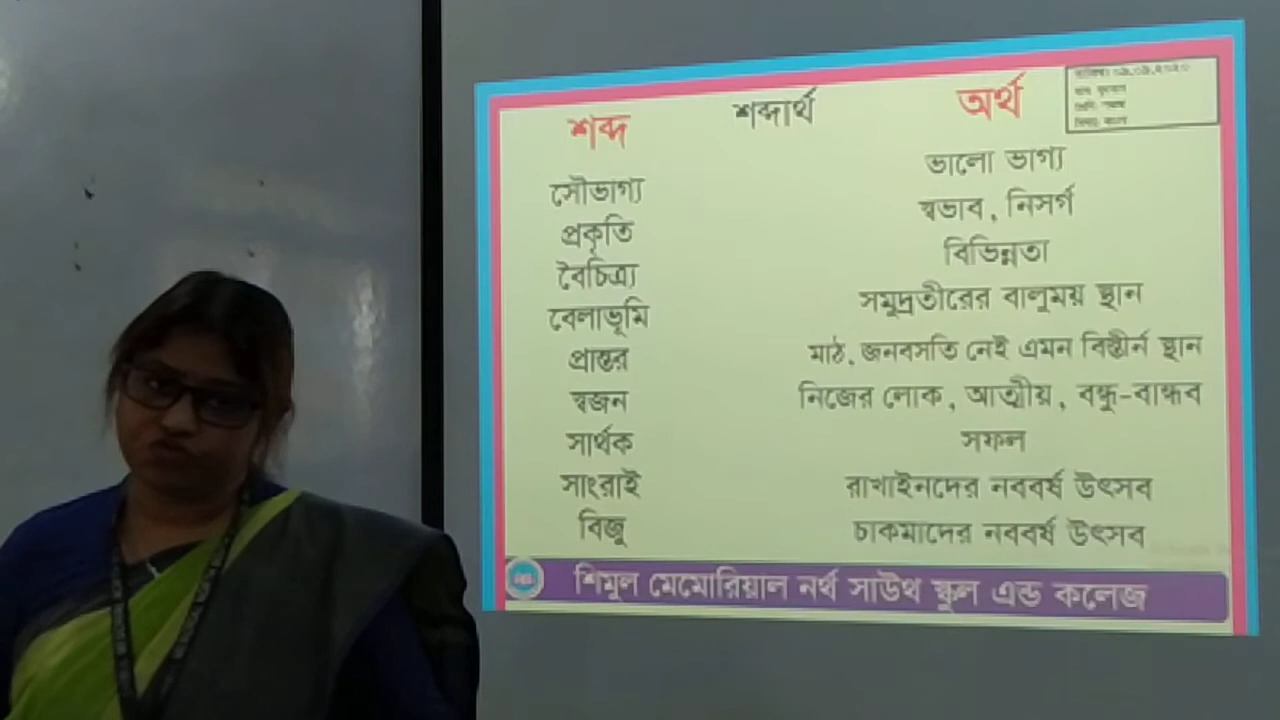 শব্দ শব্দার্থ অর্থ
সৌভাগ্য ভালো ভাগ্য
প্রকৃতি স্বভাব, নিসর্গ
বৈচিত্র্য বিভিন্নতা
বেলাভূমি সমুদ্রতীরের বালুময় স্থান
প্রান্তর মাঠ, জনবসতি নেই এমন বিস্তীর্ন স্থান
স্বজন নিজের লোক, আত্মীয়, বন্ধু-বান্ধব
সার্থক সফল
সাংরাই রাখাইনদের নববর্ষ উৎসব
বিজু চাকমাদের নববর্ষ উৎসব
শিমুল মেমোরিয়াল নর্থ সাউথ স্কুল এন্ড কলেজ